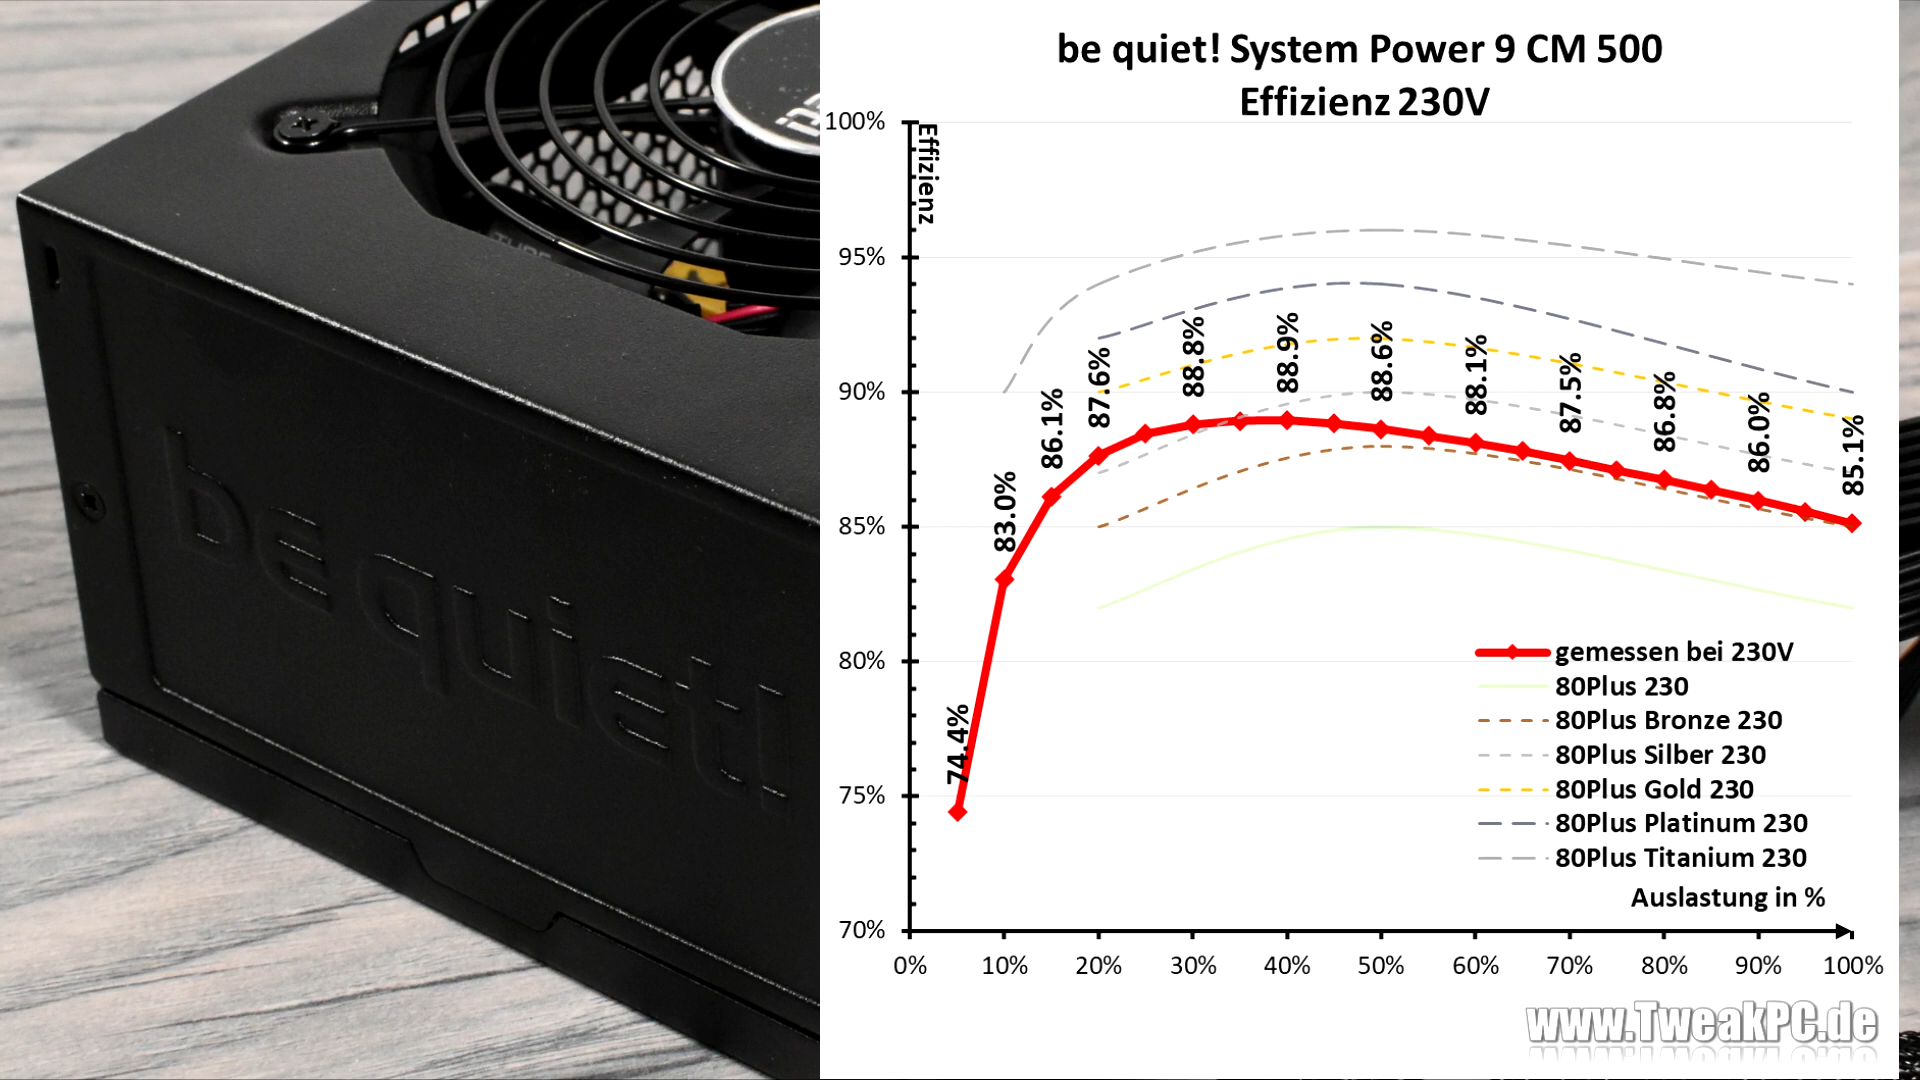 be quiet!
be quiet! System Power 9 CM 500
Effizienz 230V
Effizienz
100%
95%
90%
85%
80%
75%
70%
74.4%
83.0%
86.1%
87.6%
88.8%
88.9%
88.6%
88.1%
87.5%
86.8%
86.0%
85.1%
gemessen bei 230V
80Plus 230
80Plus Bronze 230
80Plus Silber 230
80Plus Gold 230
80Plus Platinum 230
80Plus Titanium 230
Auslastung in %
0% 10% 20% 30% 40% 50% 60% 70% 80% 90% 100%
www.TweakPC.de